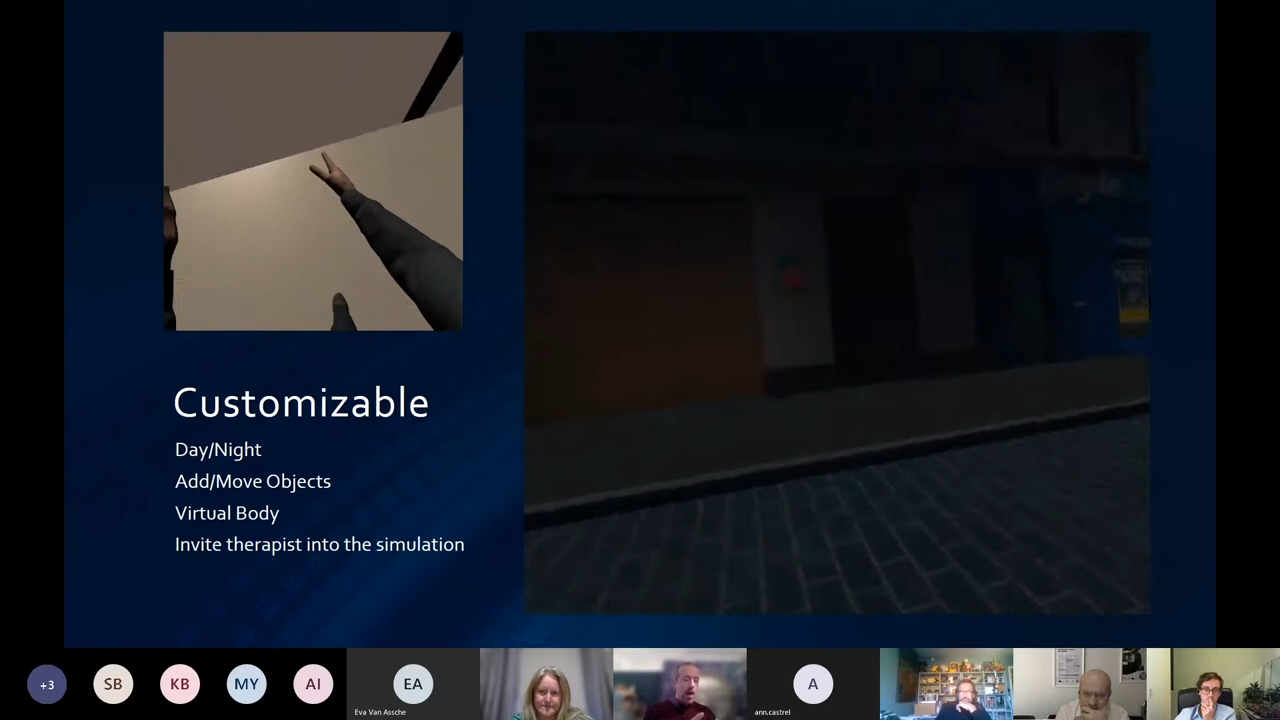 Customizable
Day/Night
Add/Move Objects
Virtual Body
Invite therapist into the simulation
+3
SB
KB
MY
AI
EA
Eva Van Assche
A
ann.castrel